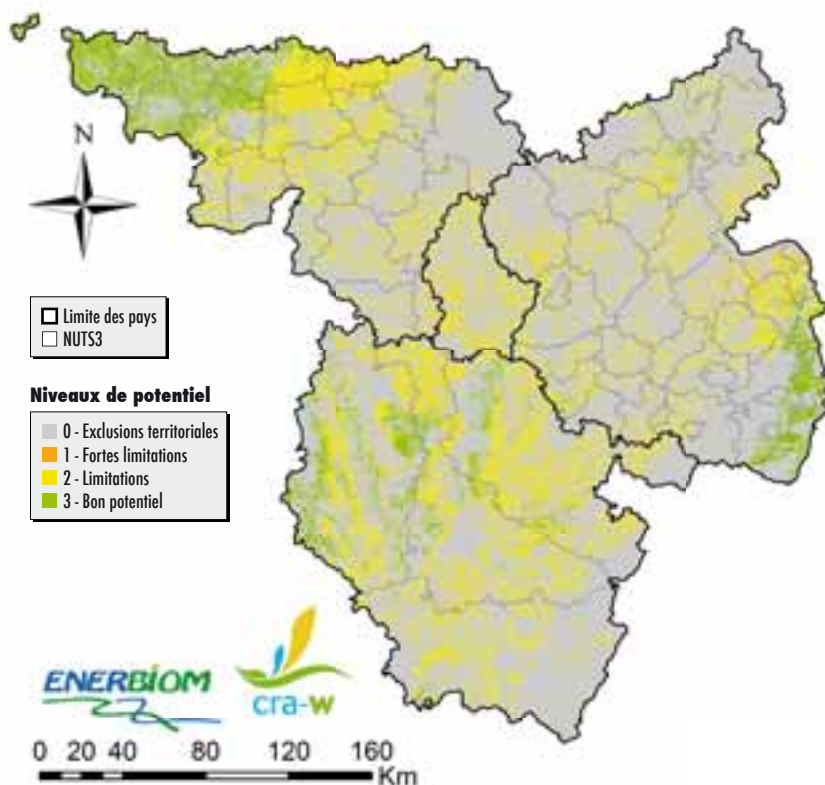 N
Limite des pays
NUTS3
Niveaux de potentiel
0 - Exclusions territoriales
1 - Fortes limitations
2 - Limitations
3 - Bon potentiel
ENERBIOM
cra-w
0 20 40 80 120 160
Km